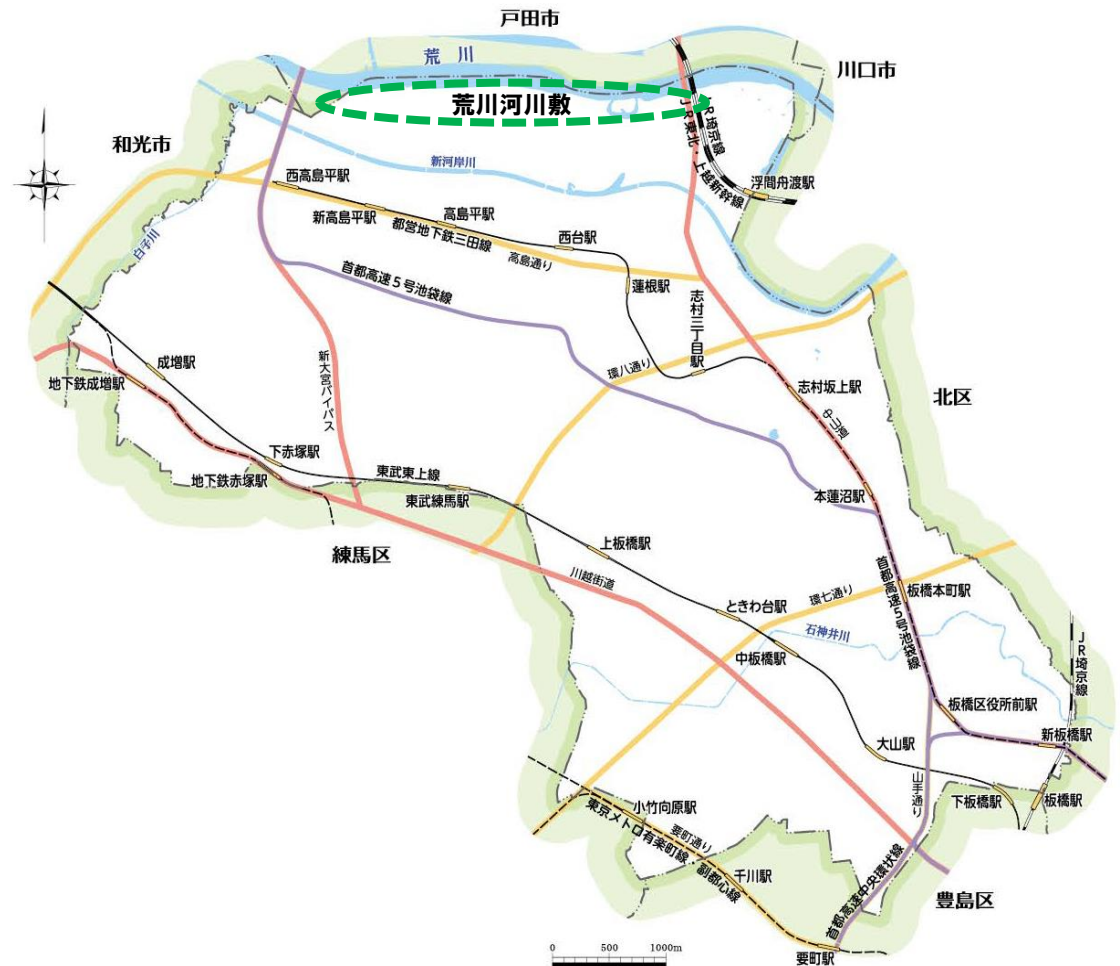 戸田市
荒川
川口市
荒川河川敷
JR埼京線
JR東北・上越新幹線
和光市
新河岸川
浮間舟渡駅
西高島平駅
新高島平駅
高島平駅
都営地下鉄三田線
西台駅
高島通り
白子川
首都高速5号池袋線
蓮根駅
志村三丁目駅
成増駅
地下鉄成増駅
新大宮バイパス
環八通り
志村坂上駅
中山道
北区
下赤塚駅
地下鉄赤塚駅
東武東上線
東武練馬駅
本蓮沼駅
練馬区
上板橋駅
川越街道
首都高速5号池袋線
板橋本町駅
ときわ台駅
環七通り
石神井川
中板橋駅
JR埼京線
板橋区役所前駅
新板橋駅
大山駅
山手通り
下板橋駅
板橋駅
小竹向原駅
要町通り
東京メトロ有楽町線・副都心線
千川駅
首都高速中央環状線
豊島区
要町駅
0 500 1000m